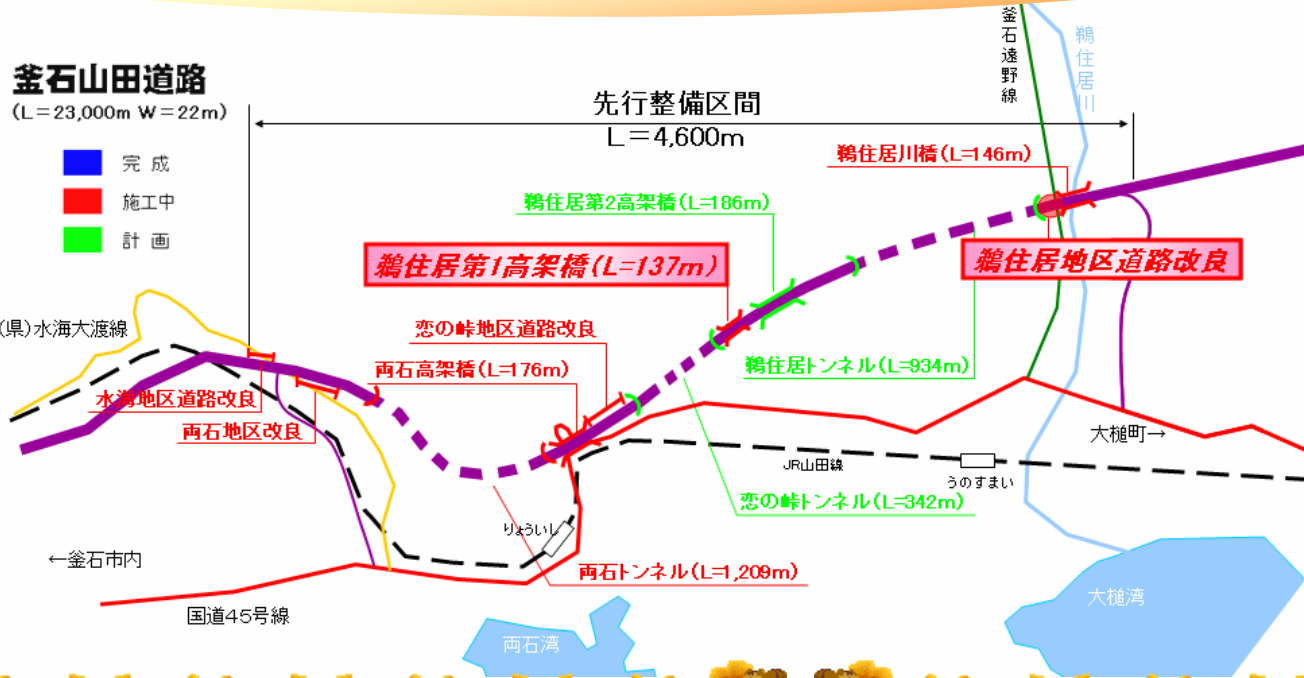 釜石山田道路
(L=23,000m W=22m)
完成
施工中
計画
先行整備区間
L=4,600m
釜石遠野線
鵜住居川
鵜住居川橋(L=146m)
鵜住居第2高架橋(L=186m)
鵜住居第1高架橋(L=137m)
鵜住居地区道路改良
(県)水海大渡線
恋の峠地区道路改良
両石高架橋(L=176m)
鵜住居トンネル(L=934m)
水海地区道路改良
両石地区改良
大槌町→
JR山田線
うのすまい
恋の峠トンネル(L=342m)
りょういし
←釜石市内
両石トンネル(L=1,209m)
国道45号線
大槌湾
両石湾